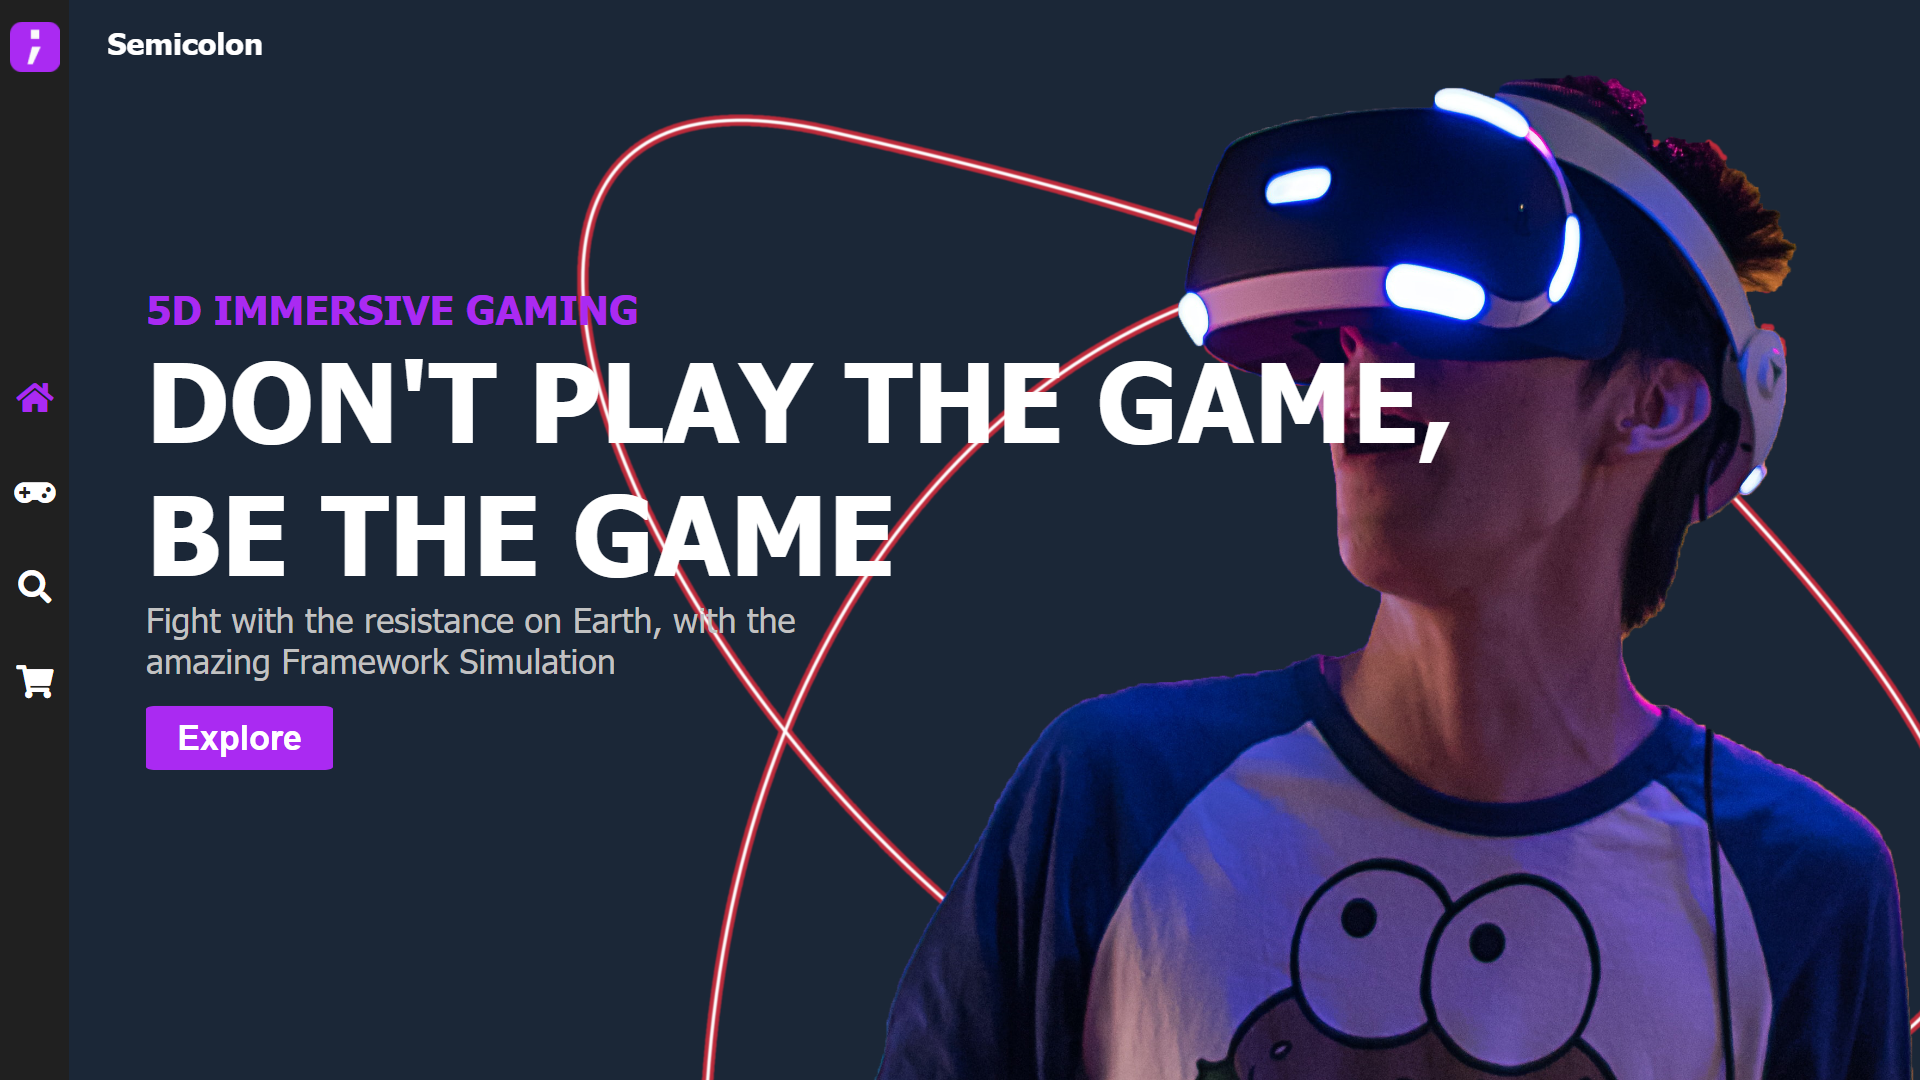 ;
Semicolon
5D IMMERSIVE GAMING
DON'T PLAY THE GAME,
BE THE GAME
Fight with the resistance on Earth, with the
amazing Framework Simulation
Explore